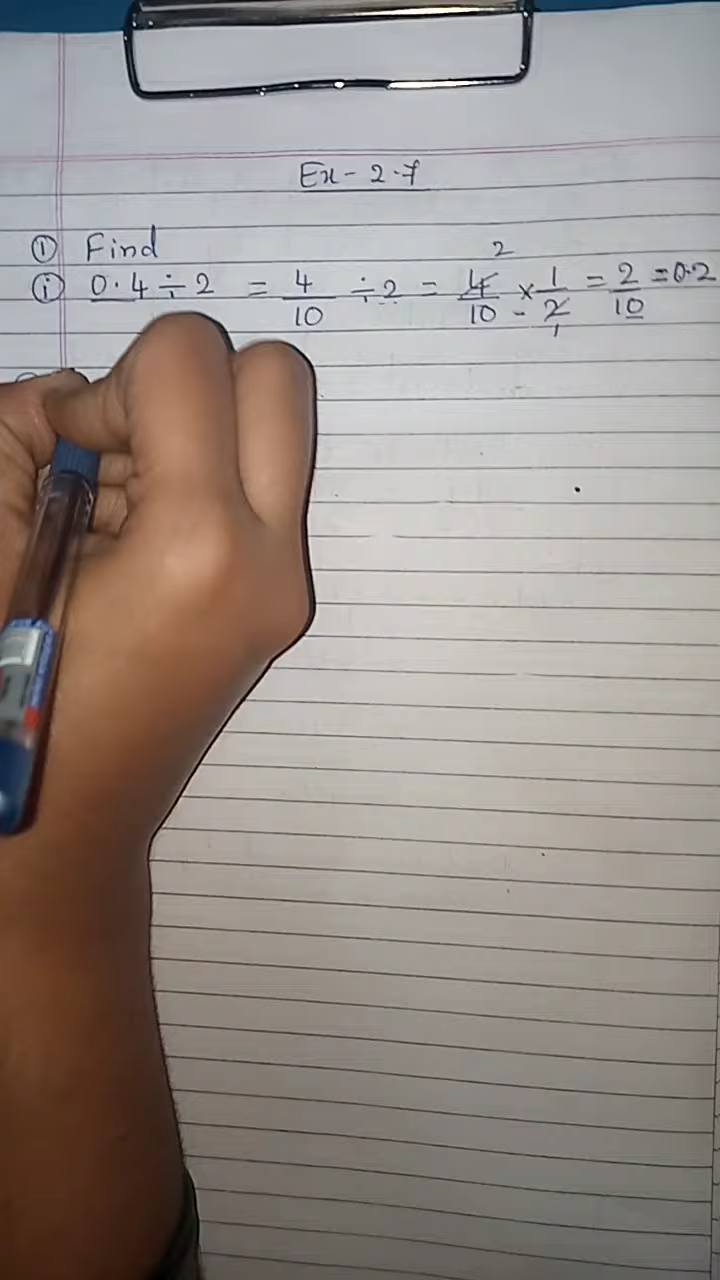 Ex - 2.7
① Find
ⓘ 0.4 ÷ 2 = 4/10 ÷ 2 = 4/10 × 1/2 = 2/10 = 0.2